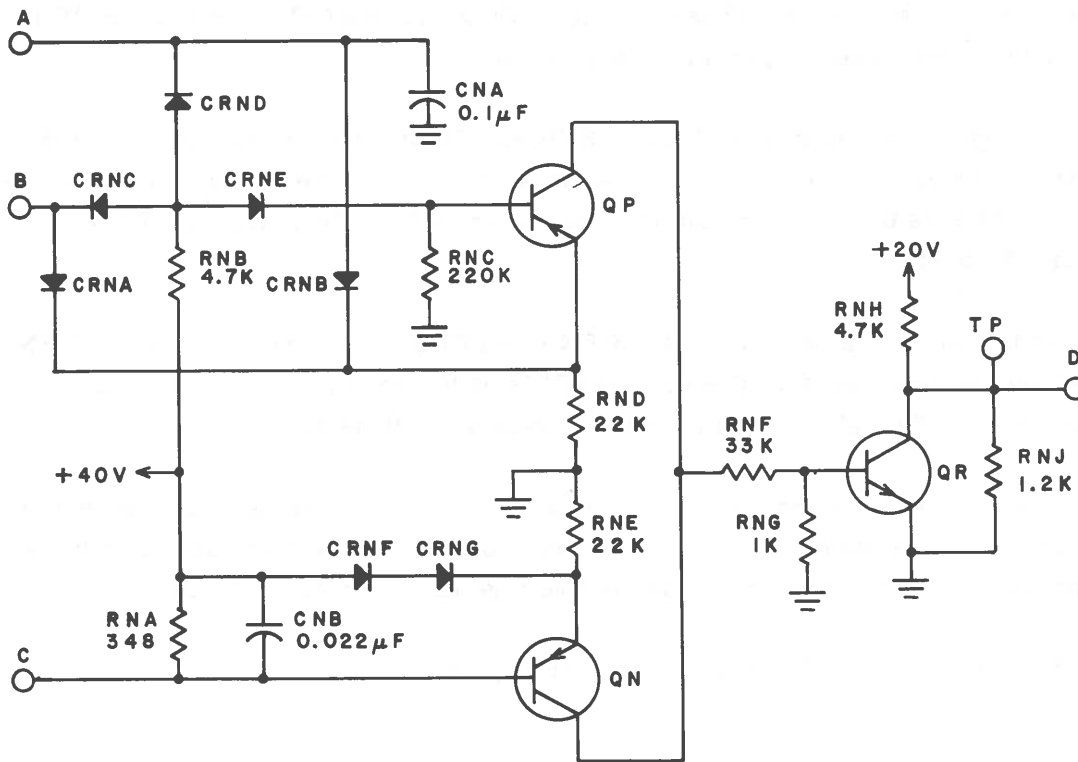 A
CRND
CNA
0.1μF
B
CRNC
CRNE
QP
RNB
4.7K
CRNA
CRNB
RNC
220K
+20V
RNH
4.7K
TP
D
RND
22K
RNF
33K
QR
RNJ
1.2K
+40V
RNE
22K
RNG
1K
CRNF
CRNG
RNA
348
CNB
0.022μF
C
QN